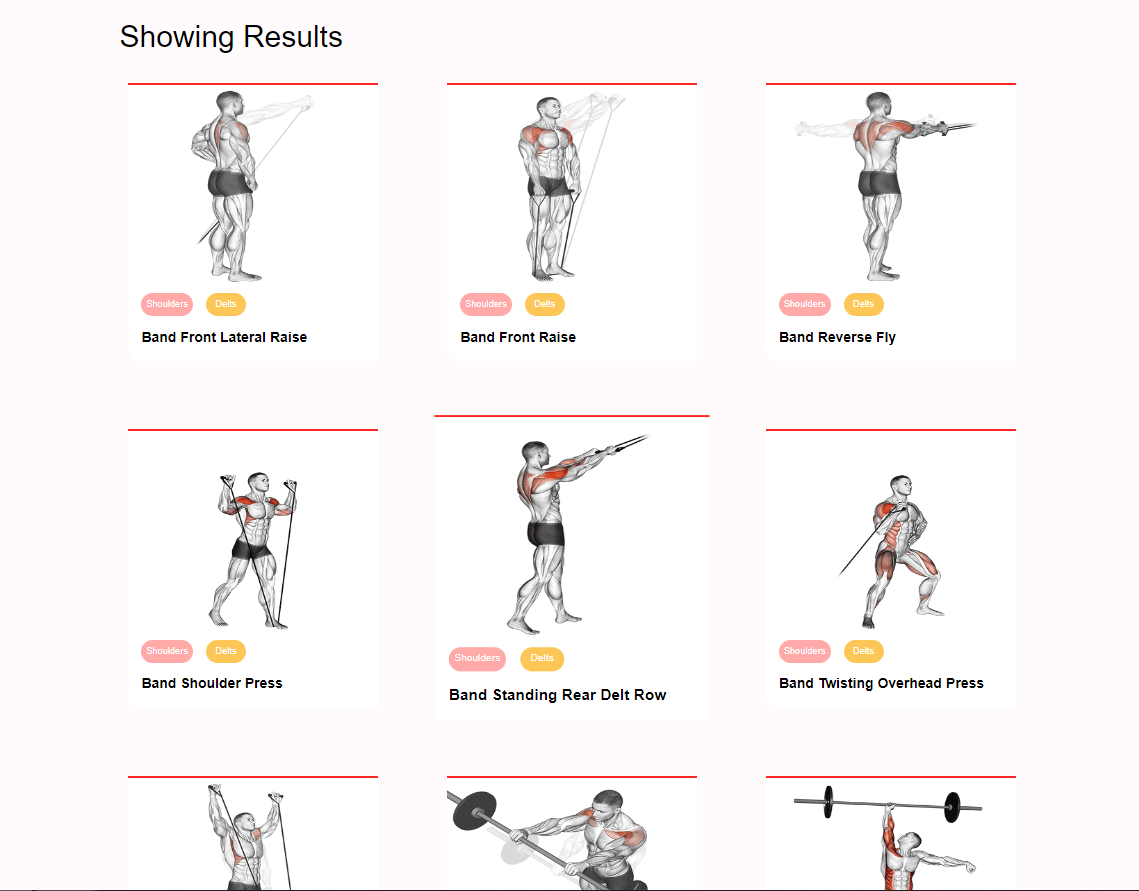 Showing Results
Shoulders Delts
Band Front Lateral Raise
Shoulders Delts
Band Front Raise
Shoulders Delts
Band Reverse Fly
Shoulders Delts
Band Shoulder Press
Shoulders Delts
Band Standing Rear Delt Row
Shoulders Delts
Band Twisting Overhead Press